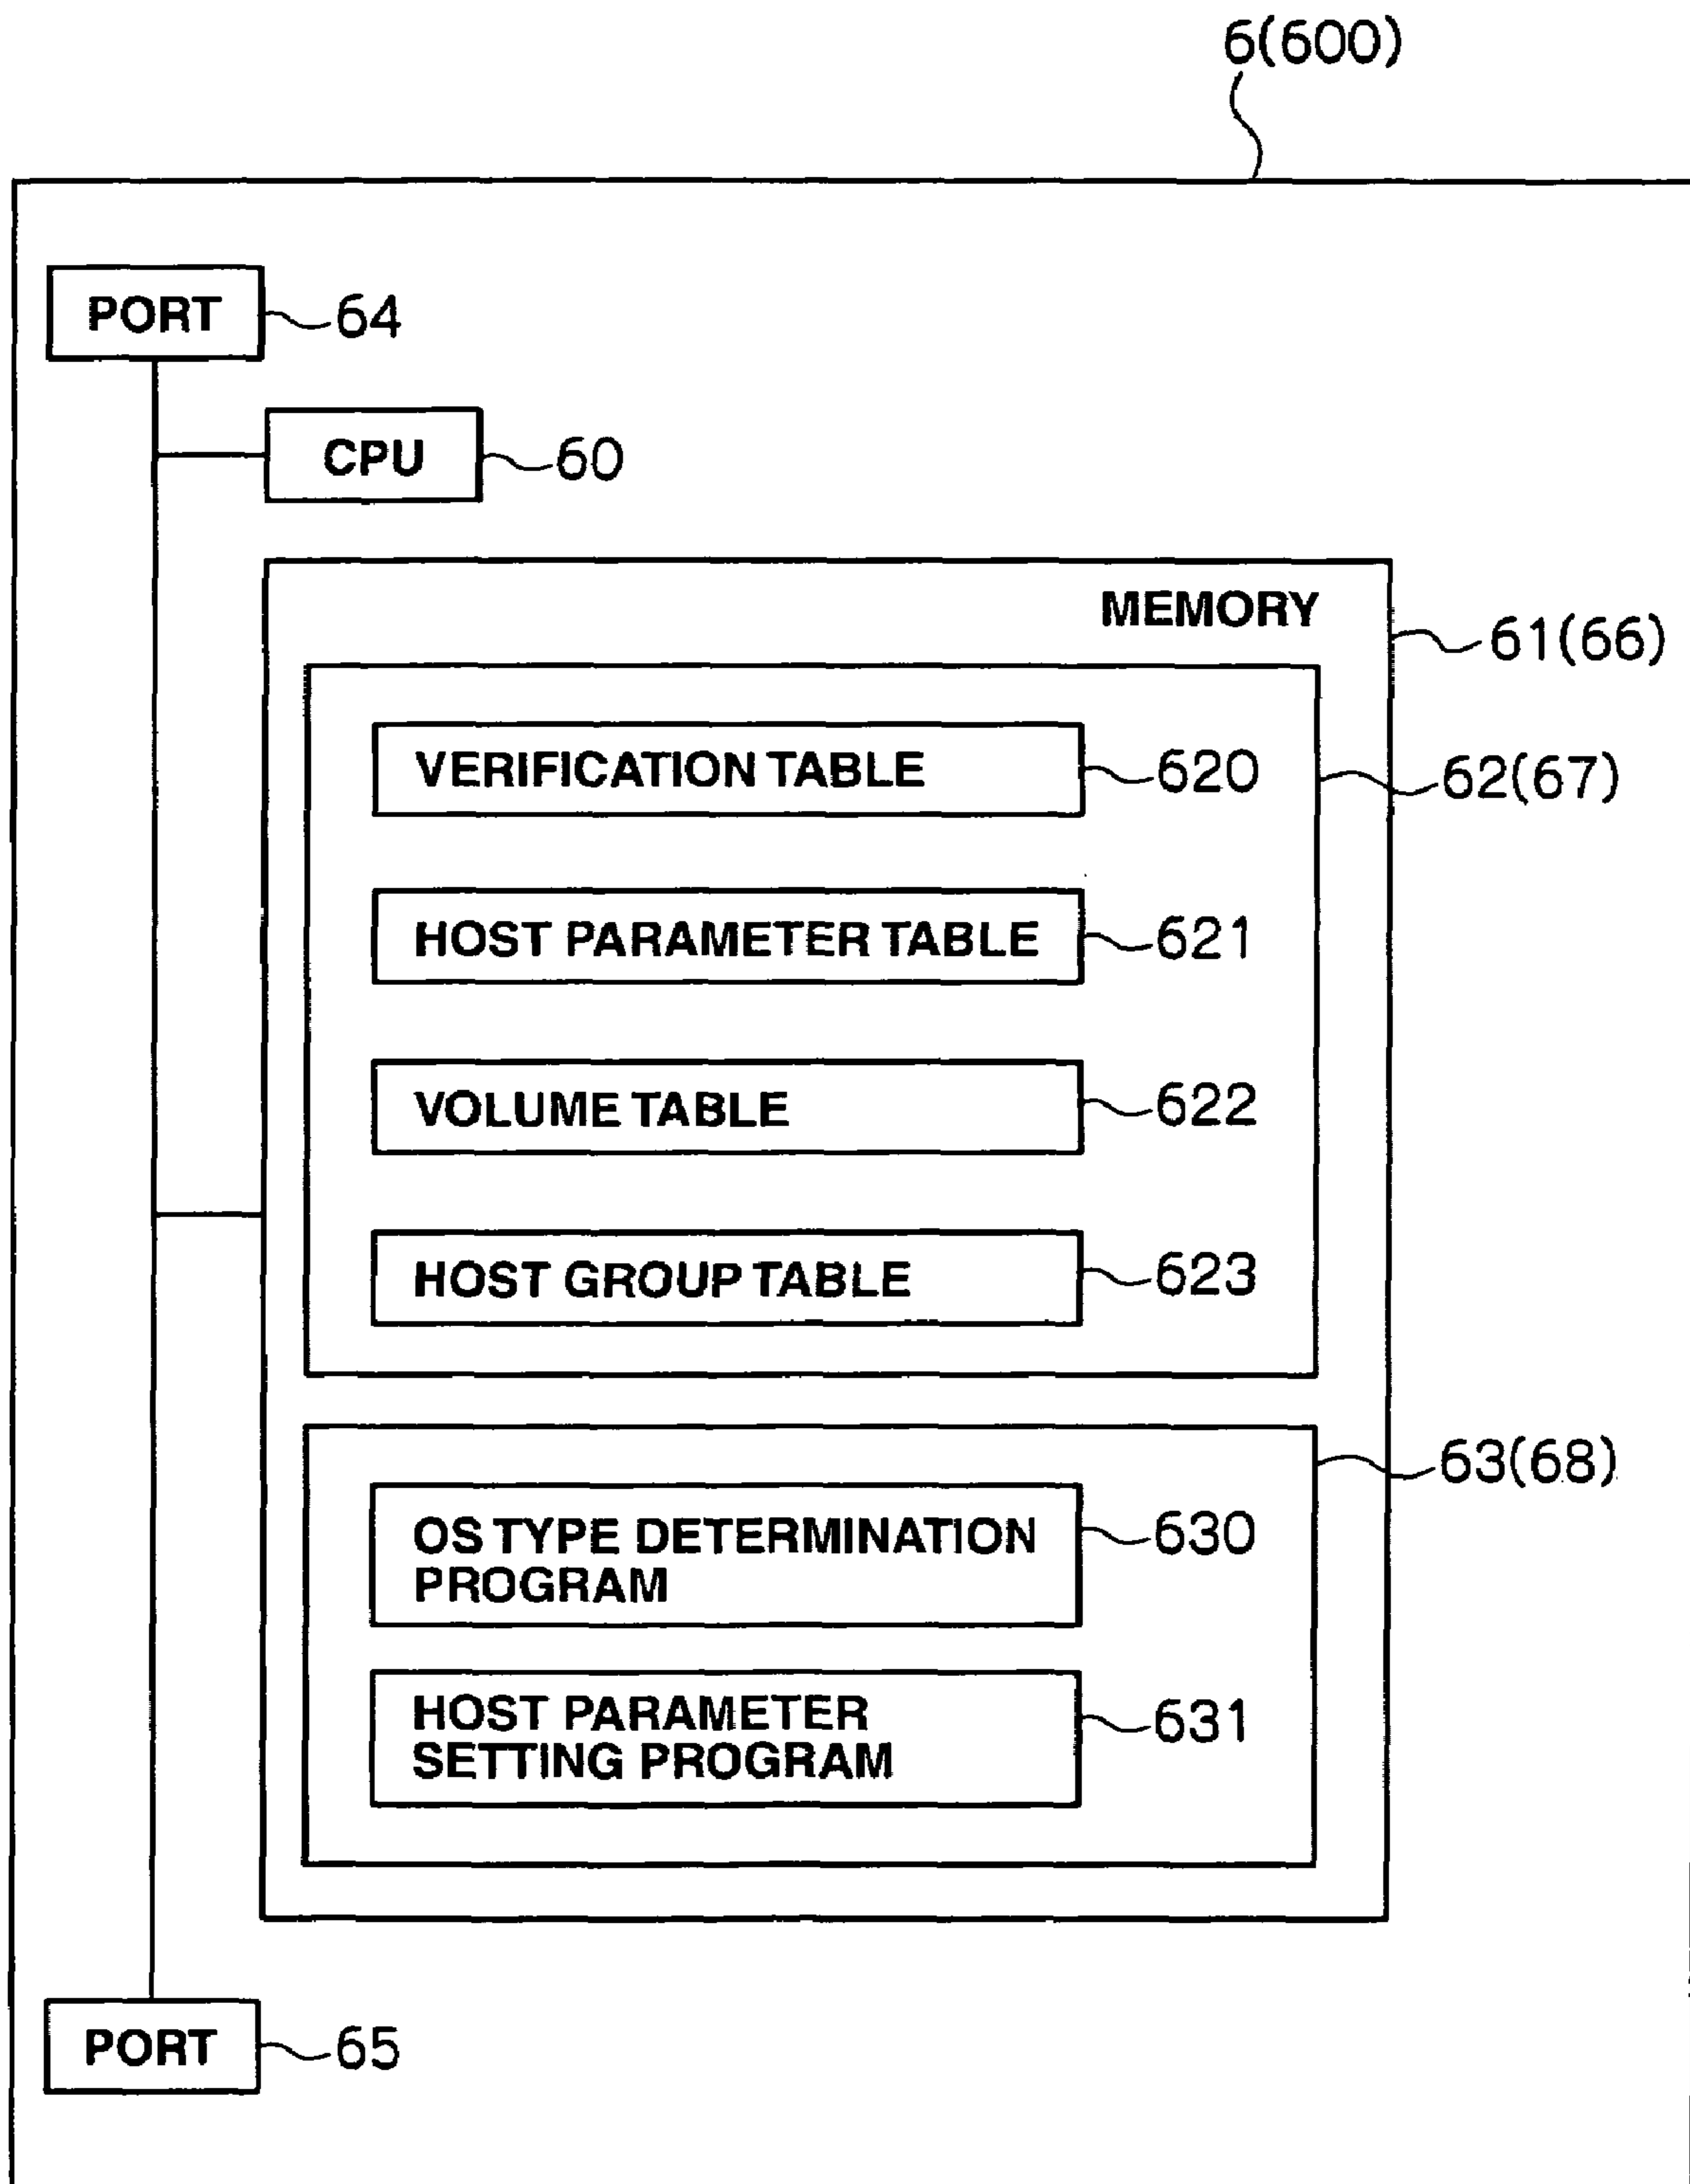 6(600)
PORT 64
CPU 60
MEMORY
61(66)
VERIFICATION TABLE 620
62(67)
HOST PARAMETER TABLE 621
VOLUME TABLE 622
HOST GROUP TABLE 623
63(68)
OS TYPE DETERMINATION 630
PROGRAM
HOST PARAMETER 631
SETTING PROGRAM
PORT 65